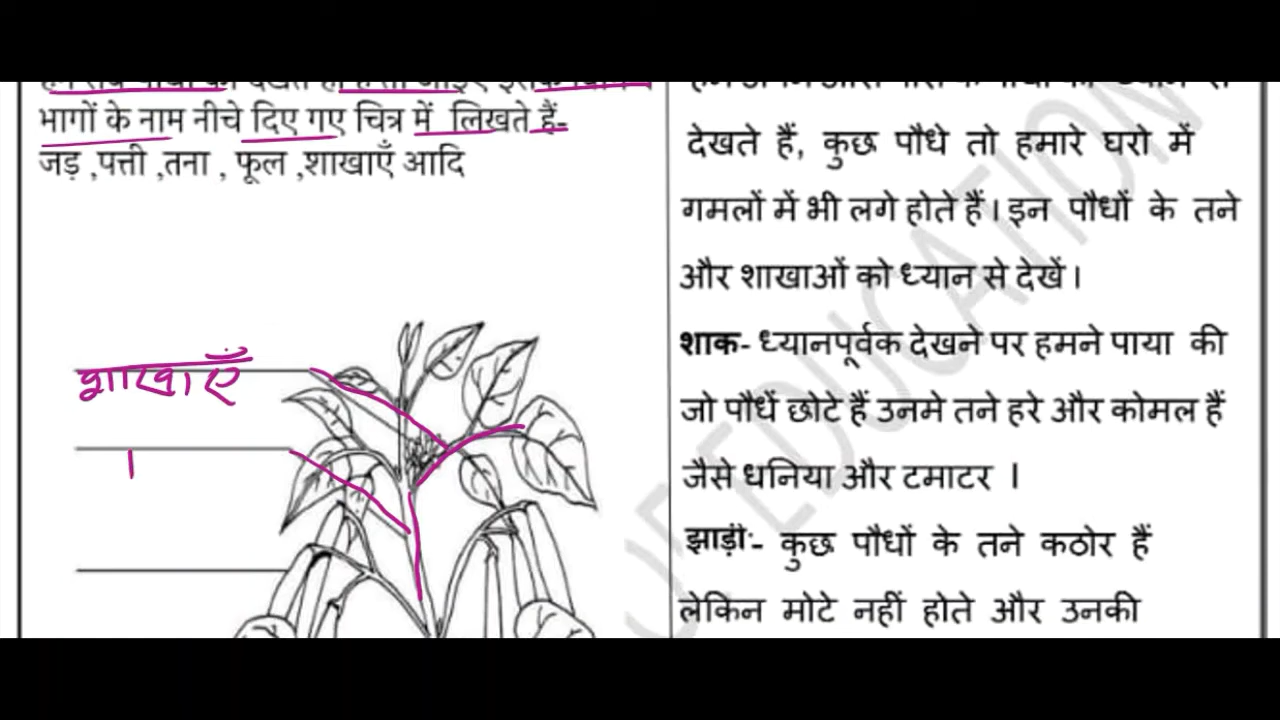 भागों के नाम नीचे दिए गए चित्र में लिखते हैं-
जड़ ,पत्ती ,तना , फूल ,शाखाएँ आदि
शाखाएँ
देखते हैं, कुछ पौधे तो हमारे घरो में
गमलों में भी लगे होते हैं। इन पौधों के तने
और शाखाओं को ध्यान से देखें।
शाक- ध्यानपूर्वक देखने पर हमने पाया की
जो पौधें छोटे हैं उनमे तने हरे और कोमल हैं
जैसे धनिया और टमाटर ।
झाड़ी:- कुछ पौधों के तने कठोर हैं
लेकिन मोटे नहीं होते और उनकी
EDUCATION